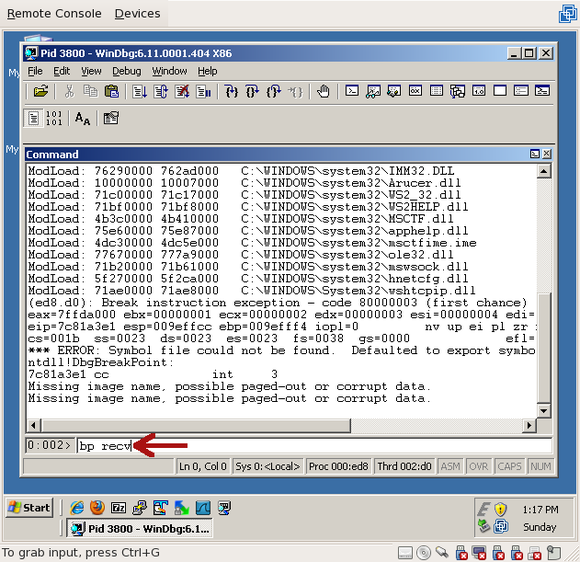 Remote Console Devices
Pid 3800 - WinDbg:6.11.0001.404 X86
File Edit View Debug Window Help
101
101
AA
Command
ModLoad: 76290000 762ad000 C:\WINDOWS\system32\IMM32.DLL
ModLoad: 10000000 10007000 C:\WINDOWS\system32\Arucer.dll
ModLoad: 71c00000 71c17000 C:\WINDOWS\system32\WS2_32.dll
ModLoad: 71bf0000 71bf8000 C:\WINDOWS\system32\WS2HELP.dll
ModLoad: 4b3c0000 4b410000 C:\WINDOWS\system32\MSCTF.dll
ModLoad: 75e60000 75e87000 C:\WINDOWS\system32\apphelp.dll
ModLoad: 4dc30000 4dc5e000 C:\WINDOWS\system32\msctfime.ime
ModLoad: 77670000 777a9000 C:\WINDOWS\system32\ole32.dll
ModLoad: 71b20000 71b61000 C:\WINDOWS\system32\mswsock.dll
ModLoad: 5f270000 5f2ca000 C:\WINDOWS\system32\hnetcfg.dll
ModLoad: 71ae0000 71ae8000 C:\WINDOWS\system32\wshtcpip.dll
(ed8.d0): Break instruction exception - code 80000003 (first chance)
eax=7ffda000 ebx=00000001 ecx=00000002 edx=00000003 esi=00000004 edi=
eip=7c81a3e1 esp=009effcc ebp=009efff4 iopl=0 nv up ei pl zr
cs=001b ss=0023 ds=0023 es=0023 fs=0038 gs=0000 efl=
*** ERROR: Symbol file could not be found. Defaulted to export symbo
ntdll!DbgBreakPoint:
7c81a3e1 cc int 3
Missing image name, possible paged-out or corrupt data.
Missing image name, possible paged-out or corrupt data.
0:002> bp recv
Ln 0, Col 0 Sys 0:<Local> Proc 000:ed8 Thrd 002:d0 ASM OVR CAPS NUM
My
My
Start
1:17 PM
Sunday
Pid 3800 - WinDbg:6.1...
To grab input, press Ctrl+G